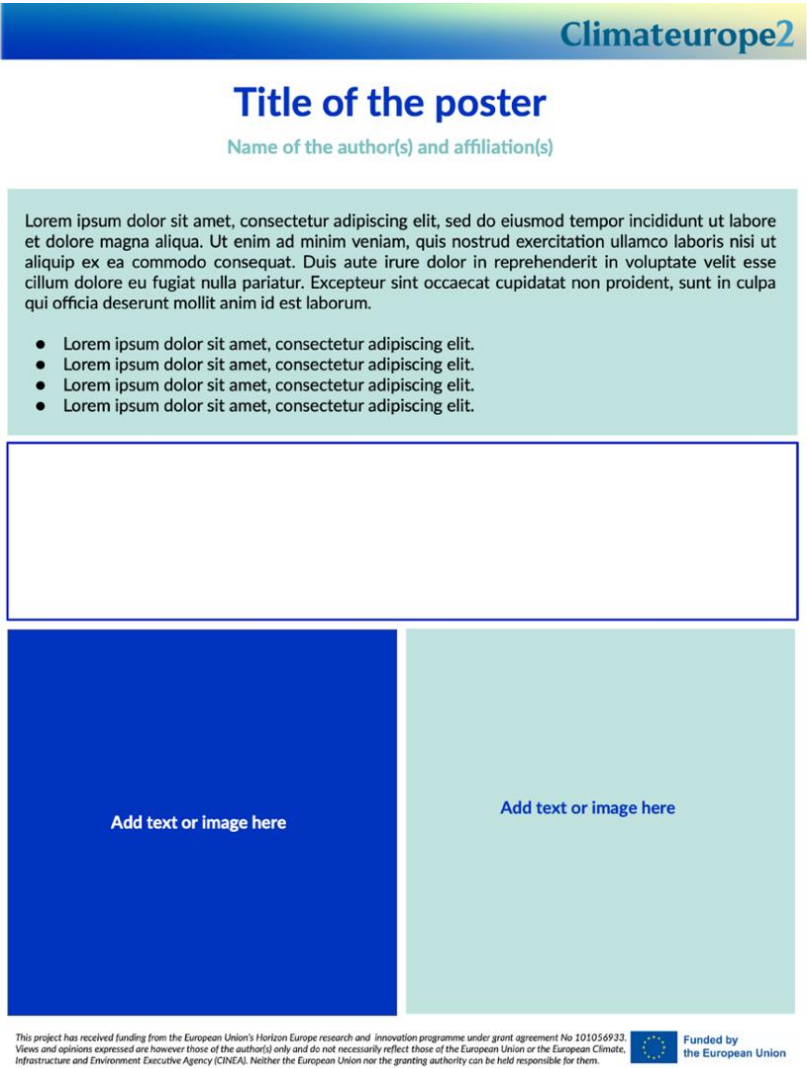 Climateurope2
Title of the poster
Name of the author(s) and affiliation(s)
Lorem ipsum dolor sit amet, consectetur adipiscing elit, sed do eiusmod tempor incididunt ut labore
et dolore magna aliqua. Ut enim ad minim veniam, quis nostrud exercitation ullamco laboris nisi ut
aliquip ex ea commodo consequat. Duis aute irure dolor in reprehenderit in voluptate velit esse
cillum dolore eu fugiat nulla pariatur. Excepteur sint occaecat cupidatat non proident, sunt in culpa
qui officia deserunt mollit anim id est laborum.
● Lorem ipsum dolor sit amet, consectetur adipiscing elit.
● Lorem ipsum dolor sit amet, consectetur adipiscing elit.
● Lorem ipsum dolor sit amet, consectetur adipiscing elit.
● Lorem ipsum dolor sit amet, consectetur adipiscing elit.
Add text or image here
Add text or image here
This project has received funding from the European Union's Horizon Europe research and innovation programme under grant agreement No 101056933.
Views and opinions expressed are however those of the author(s) only and do not necessarily reflect those of the European Union or the European Climate,
Infrastructure and Environment Executive Agency (CINEA). Neither the European Union nor the granting authority can be held responsible for them.
Funded by
the European Union